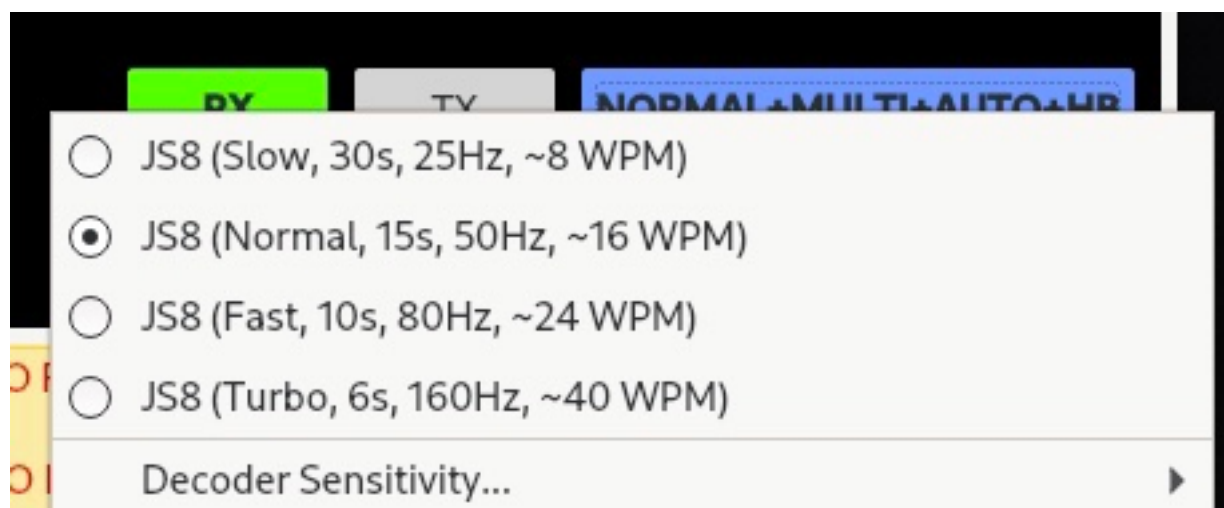 RX TX NORMAL+MULTI+AUTO+HB
JS8 (Slow, 30s, 25Hz, ~8 WPM)
JS8 (Normal, 15s, 50Hz, ~16 WPM)
JS8 (Fast, 10s, 80Hz, ~24 WPM)
JS8 (Turbo, 6s, 160Hz, ~40 WPM)
Decoder Sensitivity...